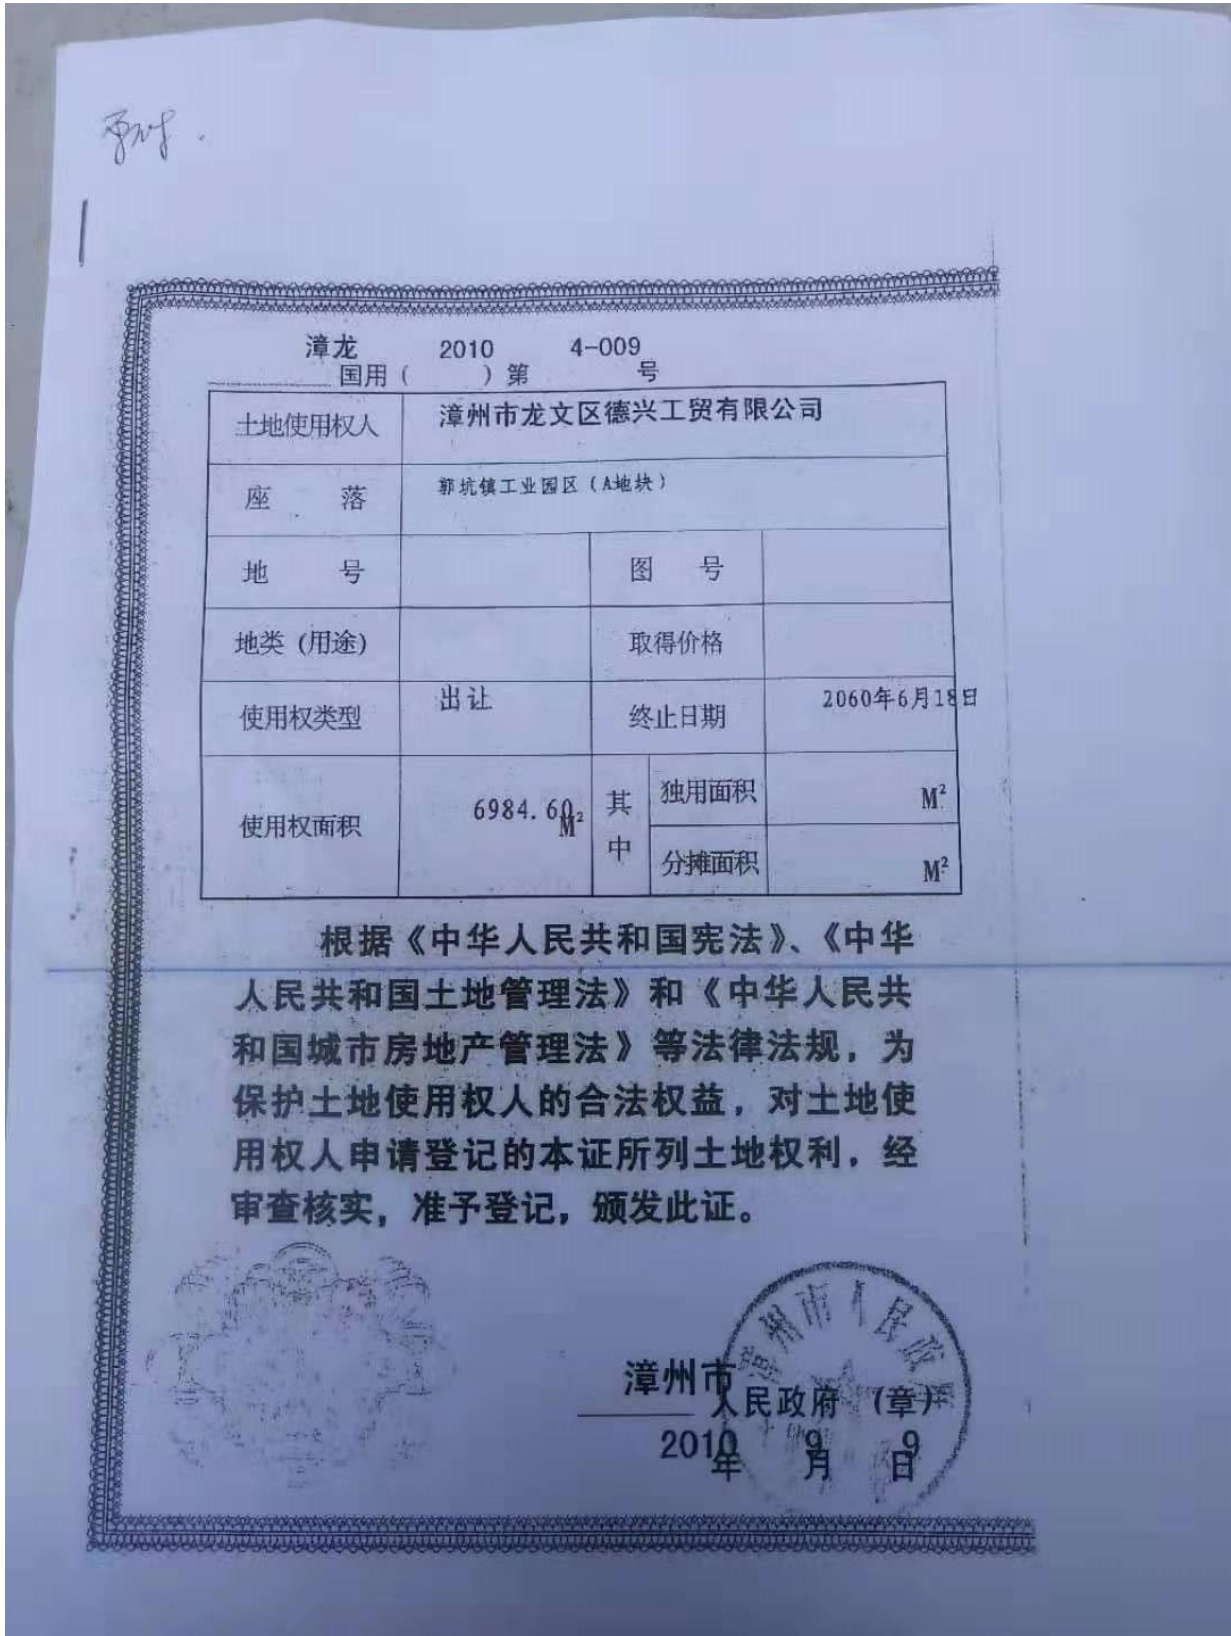 漳龙 2010 4-009
国用（ ）第 号
土地使用权人 漳州市龙文区德兴工贸有限公司
座 落 郭坑镇工业园区（A地块）
地 号 图 号
地类（用途） 取得价格
使用权类型 出让 终止日期 2060年6月18日
使用权面积 6984.60M² 其中 独用面积 M²
分摊面积 M²
根据《中华人民共和国宪法》、《中华
人民共和国土地管理法》和《中华人民共
和国城市房地产管理法》等法律法规，为
保护土地使用权人的合法权益，对土地使
用权人申请登记的本证所列土地权利，经
审查核实，准予登记，颁发此证。
漳州市人民政府
漳州市人民政府（章）
2010年9月9日